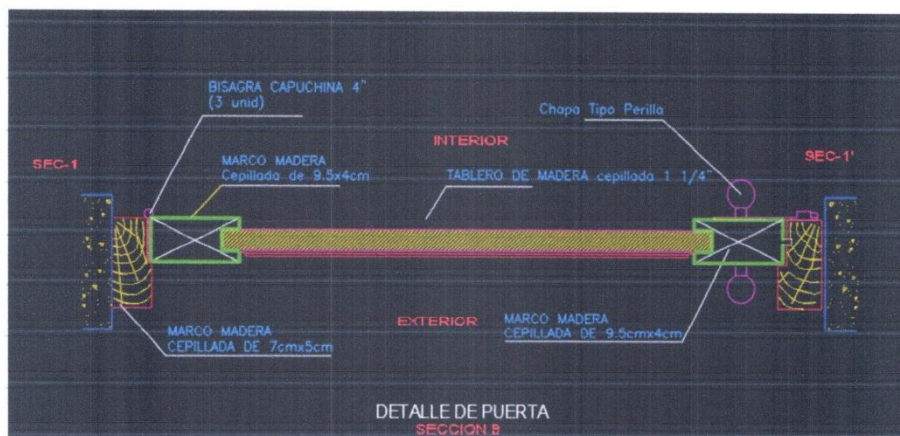 BISAGRA CAPUCHINA 4"
(3 unid)
Chapa Tipo Perilla
INTERIOR
SEC-1
SEC-1'
MARCO MADERA
Cepillada de 9.5x4cm
TABLERO DE MADERA cepillada 1 1/4"
EXTERIOR
MARCO MADERA
CEPILLADA DE 7cmx5cm
MARCO MADERA
CEPILLADA DE 9.5cmx4cm
DETALLE DE PUERTA
SECCION B